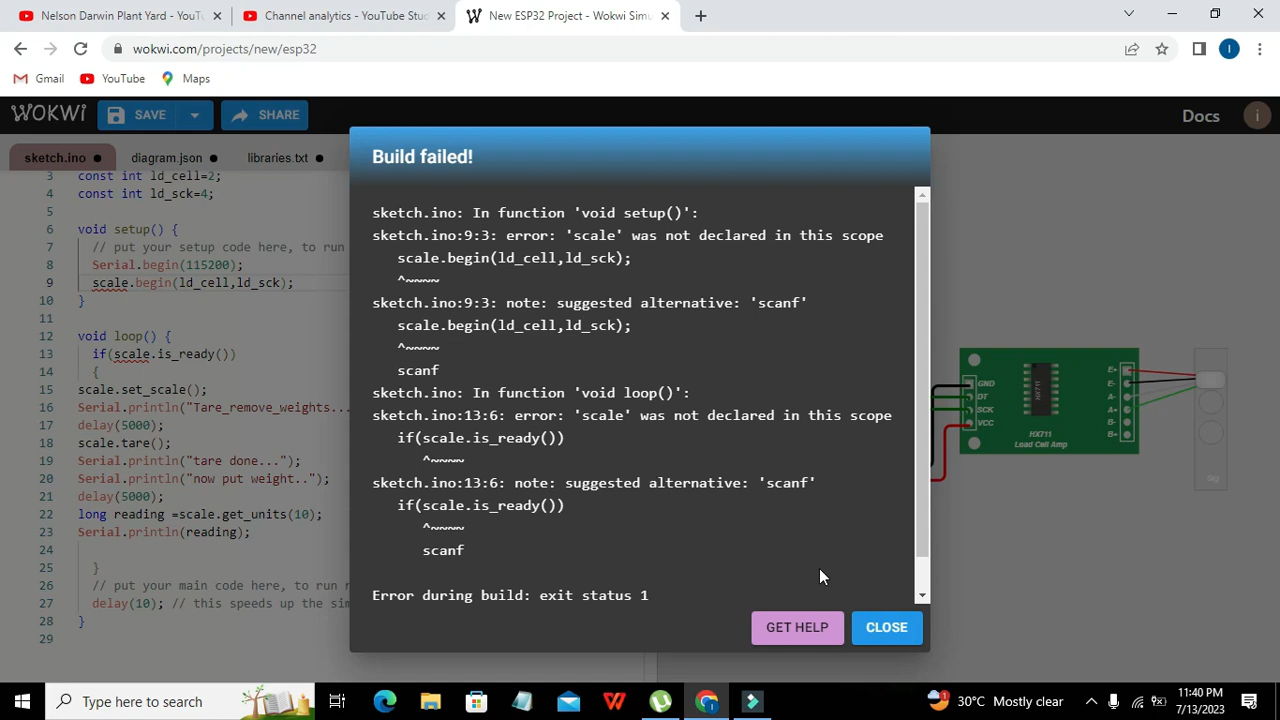 Nelson Darwin Plant Yard - YouTu
Channel analytics - YouTube Stud
New ESP32 Project - Wokwi Simu
wokwi.com/projects/new/esp32
I
Gmail
YouTube
Maps
WOKWI
SAVE
SHARE
Docs
i
sketch.ino
diagram.json
libraries.txt
3 const int ld_cell=2;
4 const int ld_sck=4;
5
6 void setup() {
7 // put your setup code here, to run
8 Serial.begin(115200);
9 scale.begin(ld_cell,ld_sck);
10 }
11
12 void loop() {
13 if(scale.is_ready())
14 {
15 scale.set_scale();
16 Serial.println("Tare_remove_weights...
17 delay(5000);
18 scale.tare();
19 Serial.println("tare done...");
20 Serial.println("now put weight..");
21 delay(5000);
22 long reading =scale.get_units(10);
23 Serial.println(reading);
24
25 }
26 // put your main code here, to run r
27 delay(10); // this speeds up the sim
28 }
29
Build failed!
sketch.ino: In function 'void setup()':
sketch.ino:9:3: error: 'scale' was not declared in this scope
scale.begin(ld_cell,ld_sck);
^~~~~
sketch.ino:9:3: note: suggested alternative: 'scanf'
scale.begin(ld_cell,ld_sck);
^~~~~
scanf
sketch.ino: In function 'void loop()':
sketch.ino:13:6: error: 'scale' was not declared in this scope
if(scale.is_ready())
^~~~~
sketch.ino:13:6: note: suggested alternative: 'scanf'
if(scale.is_ready())
^~~~~
scanf
Error during build: exit status 1
GET HELP
CLOSE
GND
DT
SCK
VCC
E+
E-
A-
A+
B-
B+
HX711
Load Cell Amp
5kg
Type here to search
1
30°C Mostly clear
11:40 PM
7/13/2023